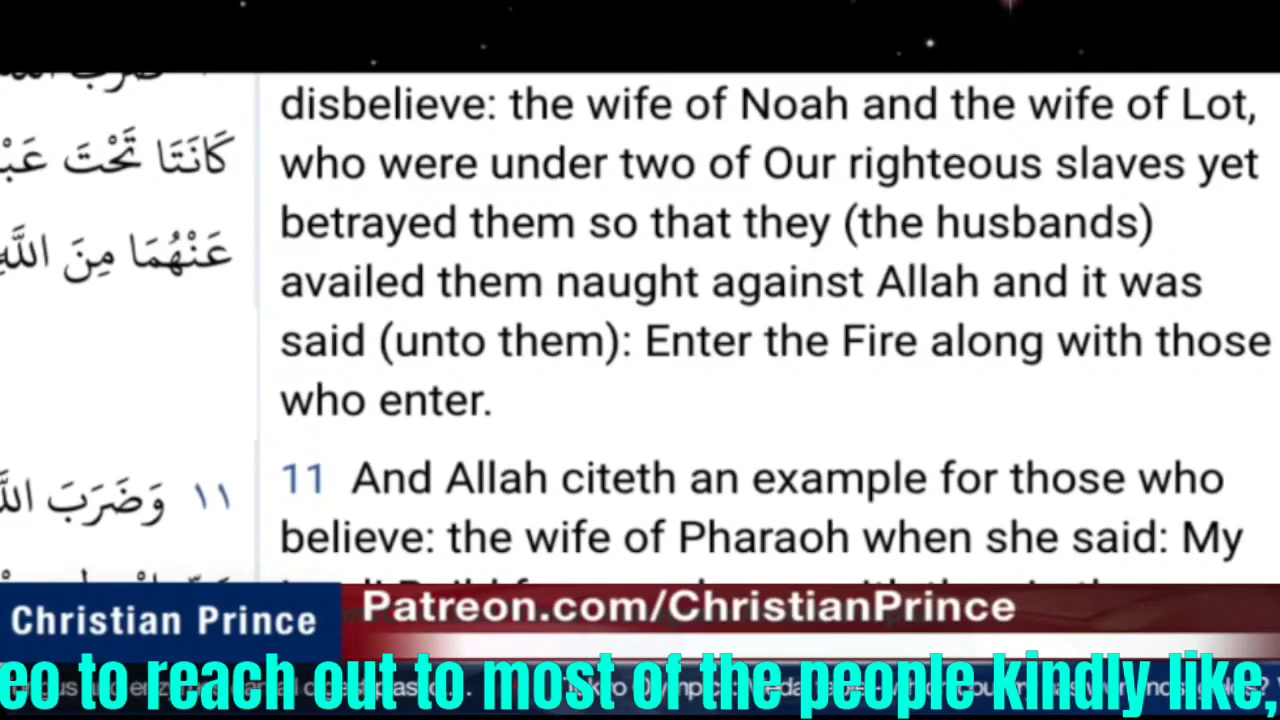 disbelieve: the wife of Noah and the wife of Lot,
كَانَتَا تَحْتَ
who were under two of Our righteous slaves yet
betrayed them so that they (the husbands)
عَنْهُمَا مِنَ اللَّهِ
availed them naught against Allah and it was
said (unto them): Enter the Fire along with those
who enter.
١١ وَضَرَبَ
11 And Allah citeth an example for those who
believe: the wife of Pharaoh when she said: My
Christian Prince
Patreon.com/ChristianPrince
eo to reach out to most of the people kindly like,